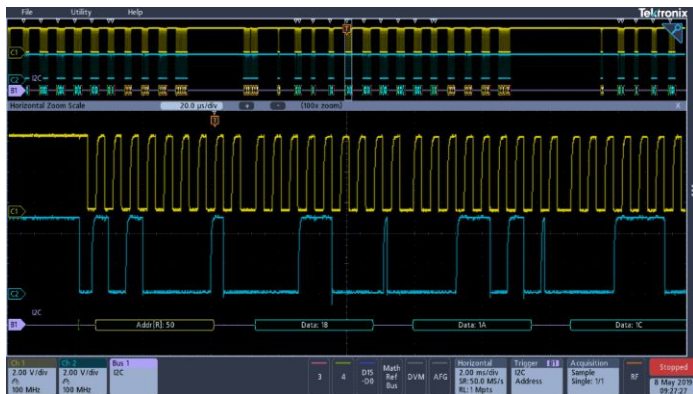 File Utility Help Tektronix
C1
C2 I2C
B1
Horizontal Zoom Scale 20.0 µs/div + - (100x zoom) X
T
C1
C2
I2C
B1 Addr[R]: 50 Data: 18 Data: 1A Data: 1C
Ch 1 Ch 2 Bus 1 Horizontal Trigger Acquisition Stopped
2.00 V/div 2.00 V/div I2C 3 4 D15 -D0 Math Ref Bus DVM AFG 2.00 ms/div I2C Sample RF
SR: 50.0 MS/s Address Single: 1/1
100 MHz 100 MHz RL: 1 Mpts 8 May 2019
09:27:27